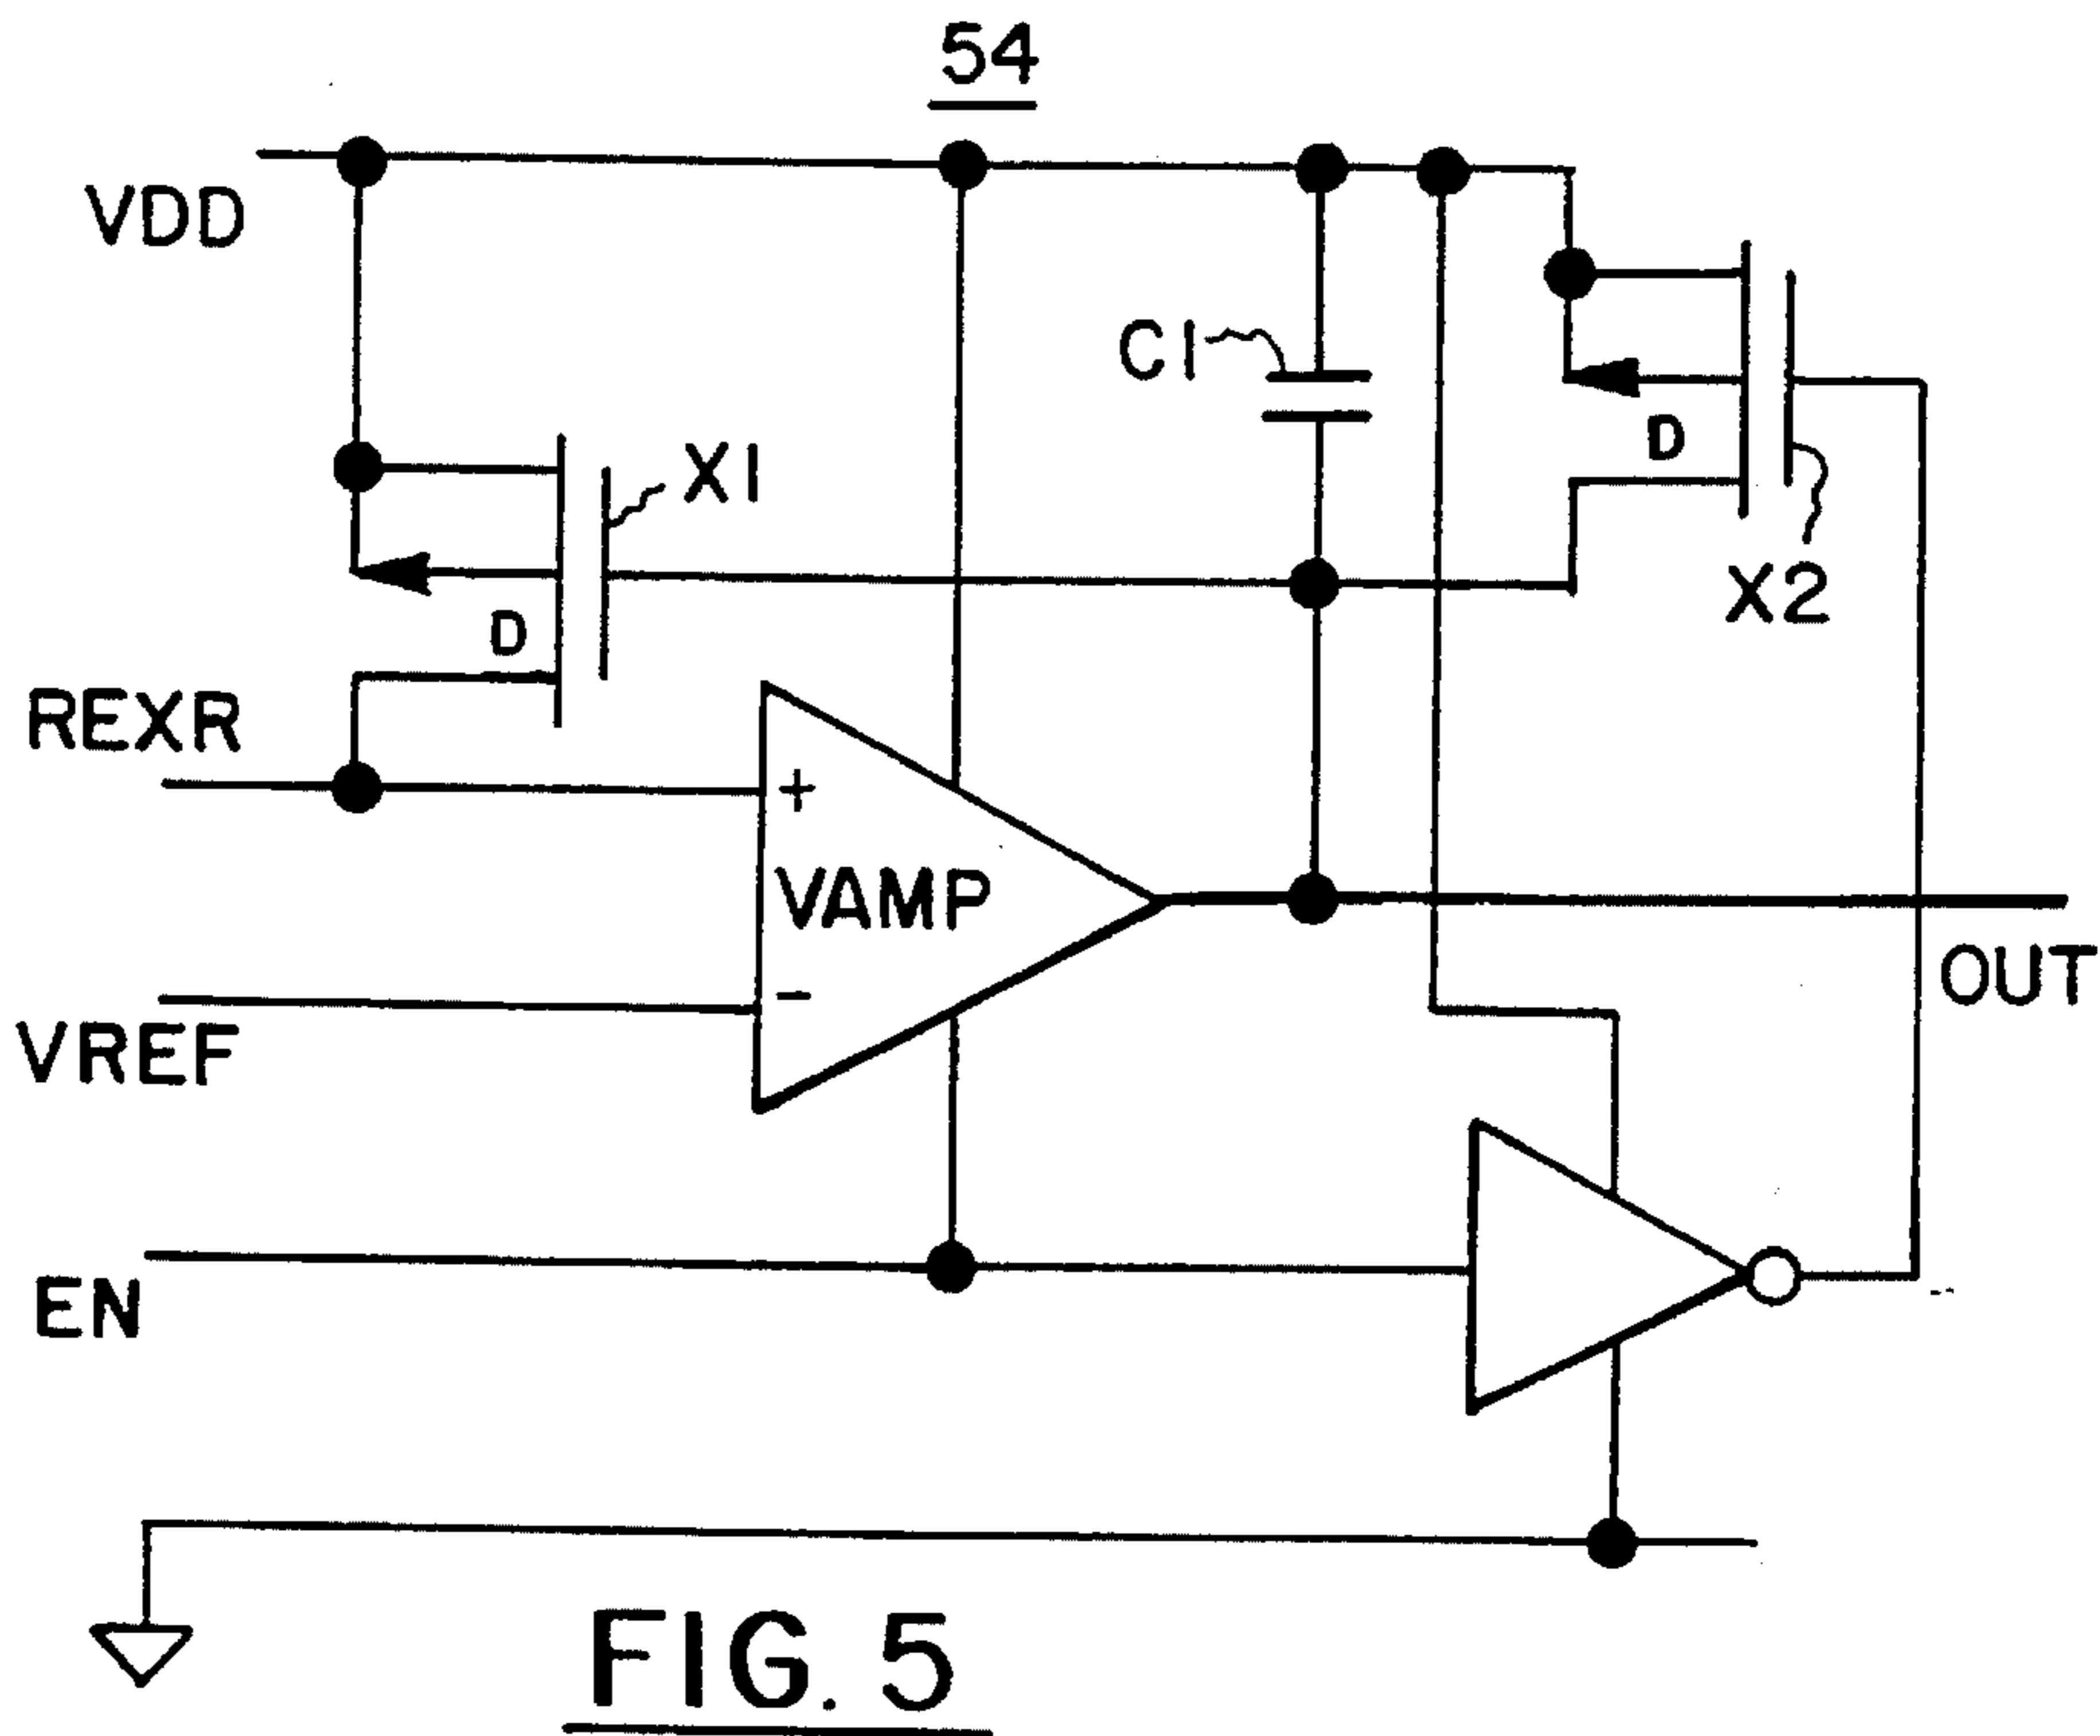 54
VDD
C1
D
X1
X2
D
REXR
+
VAMP
OUT
-
VREF
EN
FIG. 5